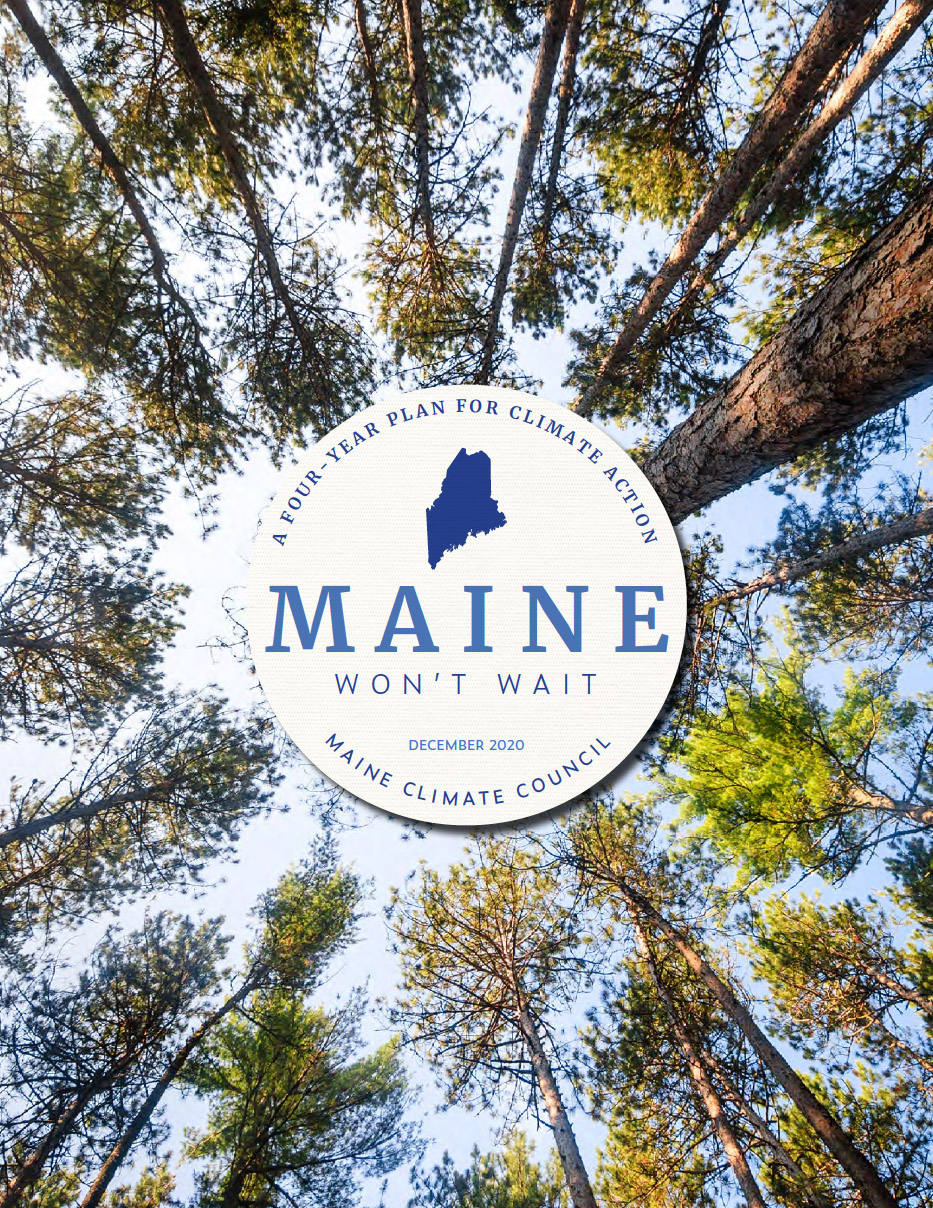 A FOUR-YEAR PLAN FOR CLIMATE ACTION
MAINE
WON'T WAIT
DECEMBER 2020
MAINE CLIMATE COUNCIL